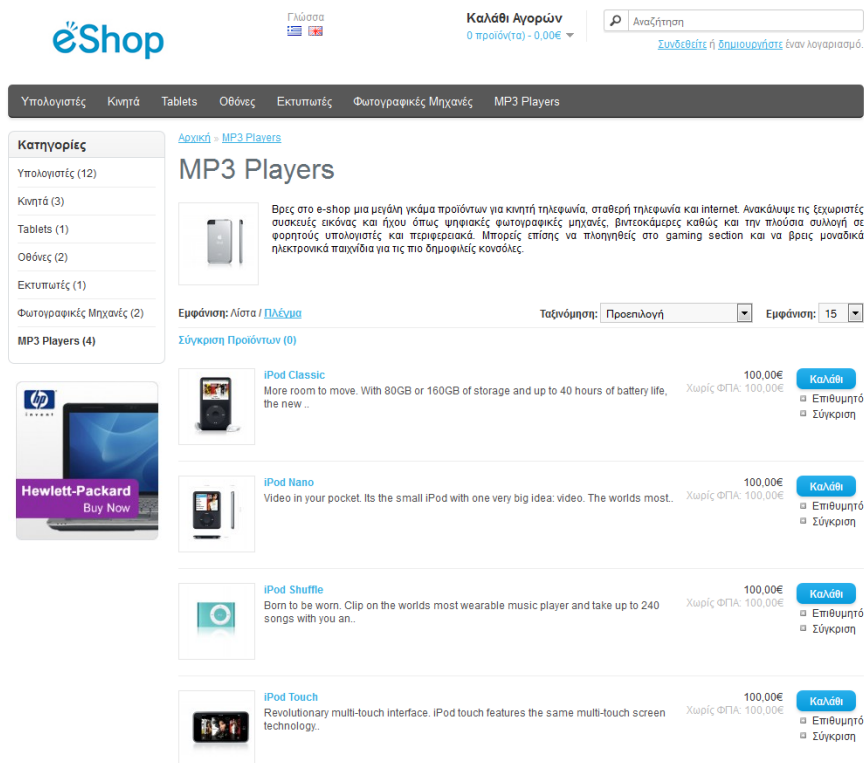 ëShop
Γλώσσα
Καλάθι Αγορών
0 προϊόν(τα) - 0,00€
Αναζήτηση
Συνδεθείτε ή δημιουργήστε έναν λογαριασμό.
Υπολογιστές Κινητά Tablets Οθόνες Εκτυπωτές Φωτογραφικές Μηχανές MP3 Players
Κατηγορίες
Υπολογιστές (12)
Κινητά (3)
Tablets (1)
Οθόνες (2)
Εκτυπωτές (1)
Φωτογραφικές Μηχανές (2)
MP3 Players (4)
hp
invent
Hewlett-Packard
Buy Now
Αρχική » MP3 Players
MP3 Players
Βρες στο e-shop μια μεγάλη γκάμα προϊόντων για κινητή τηλεφωνία, σταθερή τηλεφωνία και internet. Ανακάλυψε τις ξεχωριστές
συσκευές εικόνας και ήχου όπως ψηφιακές φωτογραφικές μηχανές, βιντεοκάμερες καθώς και την πλούσια συλλογή σε
φορητούς υπολογιστές και περιφερειακά. Μπορείς επίσης να πλοηγηθείς στο gaming section και να βρεις μοναδικά
ηλεκτρονικά παιχνίδια για τις πιο δημοφιλείς κονσόλες.
Εμφάνιση: Λίστα / Πλέγμα
Ταξινόμηση: Προεπιλογή
Εμφάνιση: 15
Σύγκριση Προϊόντων (0)
iPod Classic
More room to move. With 80GB or 160GB of storage and up to 40 hours of battery life,
the new ..
100,00€
Χωρίς ΦΠΑ: 100,00€
Καλάθι
Επιθυμητό
Σύγκριση
iPod Nano
Video in your pocket. Its the small iPod with one very big idea: video. The worlds most..
100,00€
Χωρίς ΦΠΑ: 100,00€
Καλάθι
Επιθυμητό
Σύγκριση
iPod Shuffle
Born to be worn. Clip on the worlds most wearable music player and take up to 240
songs with you an..
100,00€
Χωρίς ΦΠΑ: 100,00€
Καλάθι
Επιθυμητό
Σύγκριση
iPod Touch
Revolutionary multi-touch interface. iPod touch features the same multi-touch screen
technology..
100,00€
Χωρίς ΦΠΑ: 100,00€
Καλάθι
Επιθυμητό
Σύγκριση